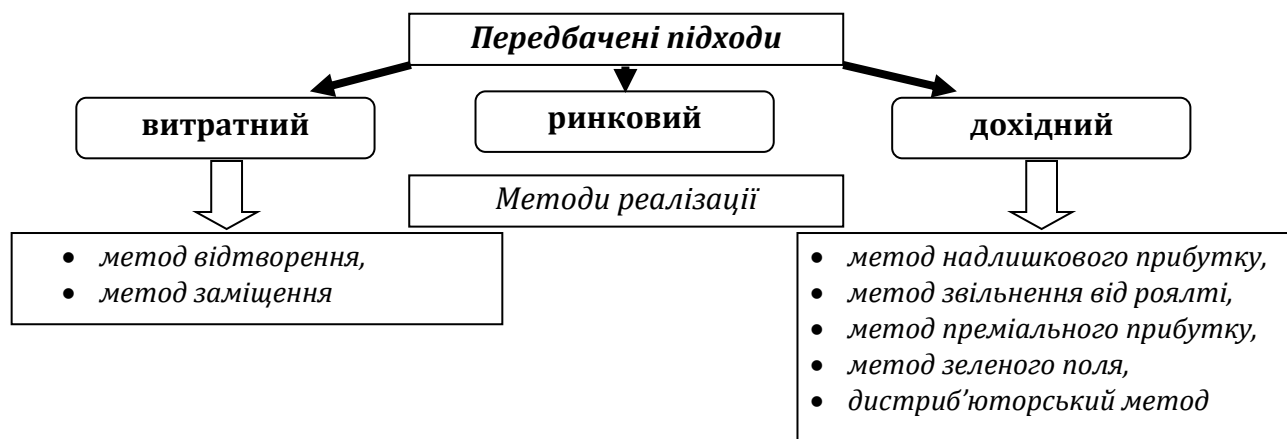 Передбачені підходи
витратний
ринковий
дохідний
Методи реалізації
• метод відтворення,
• метод заміщення
• метод надлишкового прибутку,
• метод звільнення від роялті,
• метод преміального прибутку,
• метод зеленого поля,
• дистриб’юторський метод